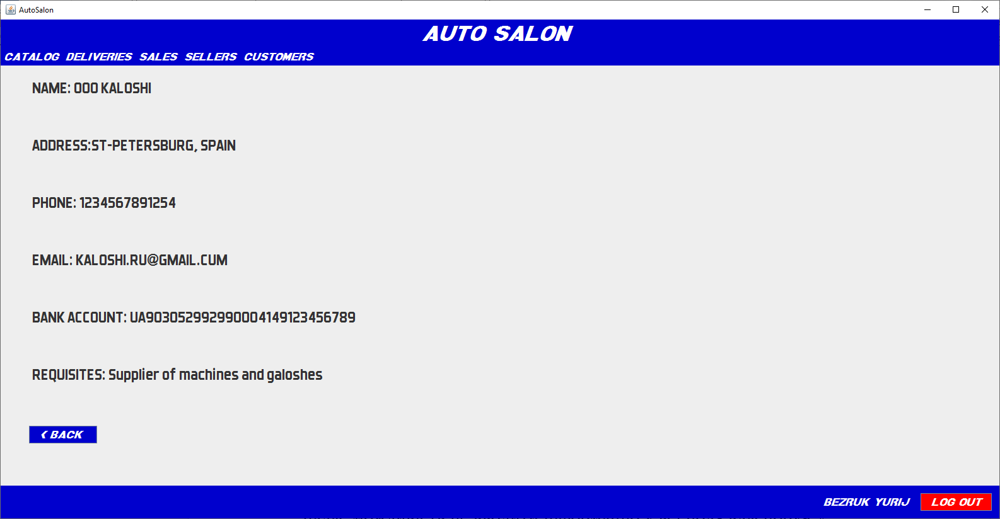 AutoSalon
AUTO SALON
CATALOG DELIVERIES SALES SELLERS CUSTOMERS
NAME: OOO KALOSHI
ADDRESS:ST-PETERSBURG, SPAIN
PHONE: 1234567891254
EMAIL: KALOSHI.RU@GMAIL.CUM
BANK ACCOUNT: UA903052992990004149123456789
REQUISITES: Supplier of machines and galoshes
< BACK
BEZRUK YURIJ LOG OUT